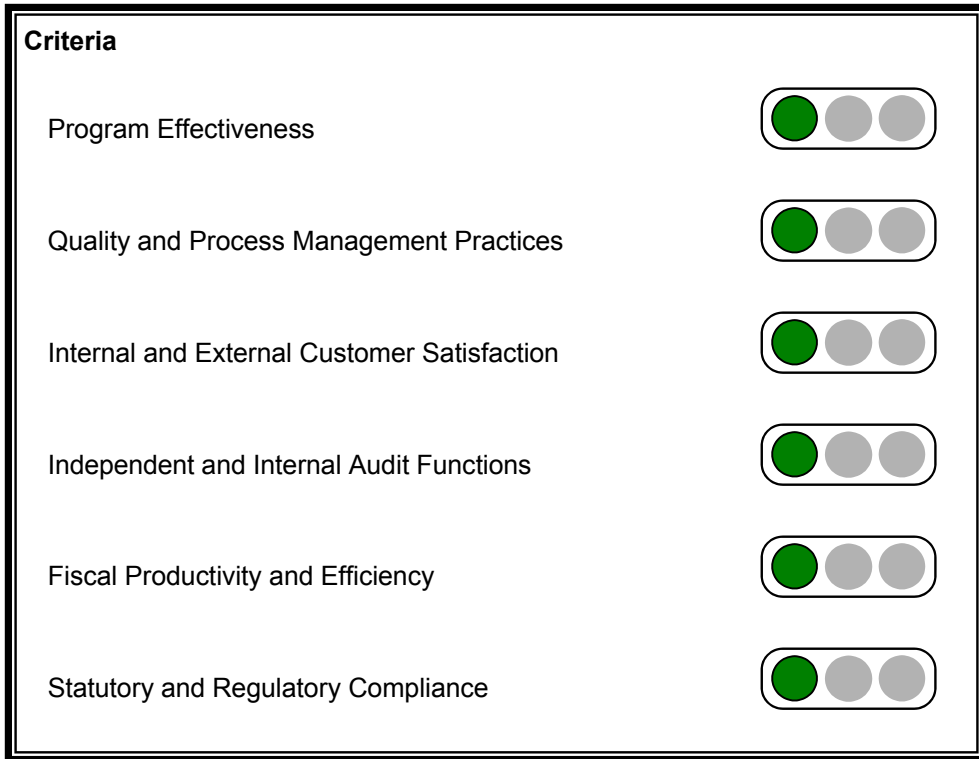 Criteria
Program Effectiveness
Quality and Process Management Practices
Internal and External Customer Satisfaction
Independent and Internal Audit Functions
Fiscal Productivity and Efficiency
Statutory and Regulatory Compliance